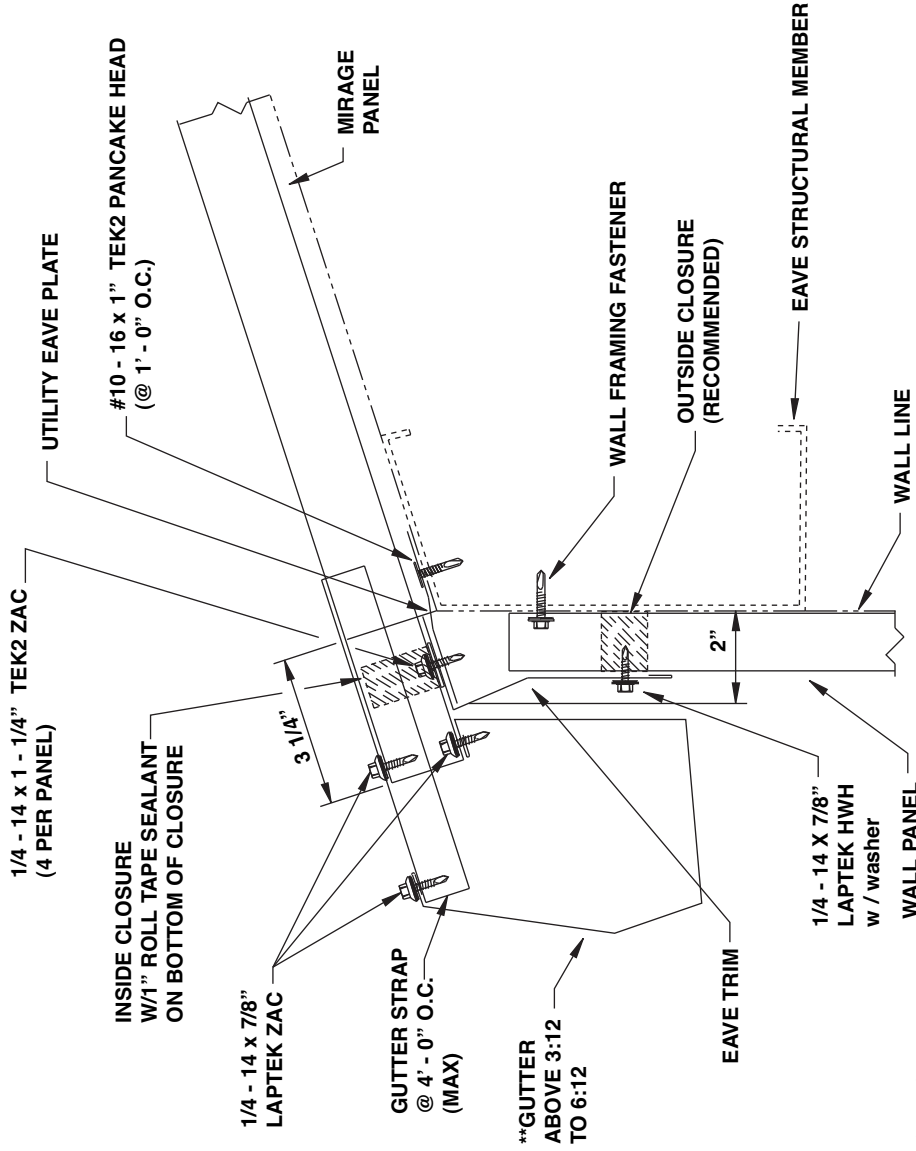 1/4 - 14 x 1 - 1/4” TEK2 ZAC
(4 PER PANEL)
UTILITY EAVE PLATE
#10 - 16 x 1” TEK2 PANCAKE HEAD
(@ 1' - 0” O.C.)
INSIDE CLOSURE
W/1” ROLL TAPE SEALANT
ON BOTTOM OF CLOSURE
MIRAGE
PANEL
3 1/4”
1/4 - 14 x 7/8”
LAPTEK ZAC
GUTTER STRAP
@ 4' - 0” O.C.
(MAX)
**GUTTER
ABOVE 3:12
TO 6:12
EAVE TRIM
WALL FRAMING FASTENER
OUTSIDE CLOSURE
(RECOMMENDED)
EAVE STRUCTURAL MEMBER
2”
WALL LINE
1/4 - 14 X 7/8”
LAPTEK HWH
w / washer
WALL PANEL